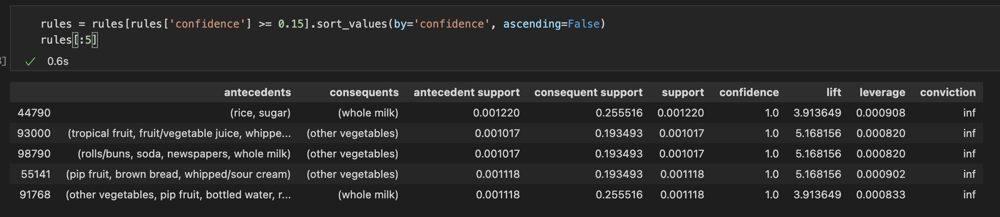 rules = rules[rules['confidence'] >= 0.15].sort_values(by='confidence', ascending=False)
rules[:5]
]
✓ 0.6s
antecedents consequents antecedent support consequent support support confidence lift leverage conviction
44790 (rice, sugar) (whole milk) 0.001220 0.255516 0.001220 1.0 3.913649 0.000908 inf
93000 (tropical fruit, fruit/vegetable juice, whippe... (other vegetables) 0.001017 0.193493 0.001017 1.0 5.168156 0.000820 inf
98790 (rolls/buns, soda, newspapers, whole milk) (other vegetables) 0.001017 0.193493 0.001017 1.0 5.168156 0.000820 inf
55141 (pip fruit, brown bread, whipped/sour cream) (other vegetables) 0.001118 0.193493 0.001118 1.0 5.168156 0.000902 inf
91768 (other vegetables, pip fruit, bottled water, r... (whole milk) 0.001118 0.255516 0.001118 1.0 3.913649 0.000833 inf